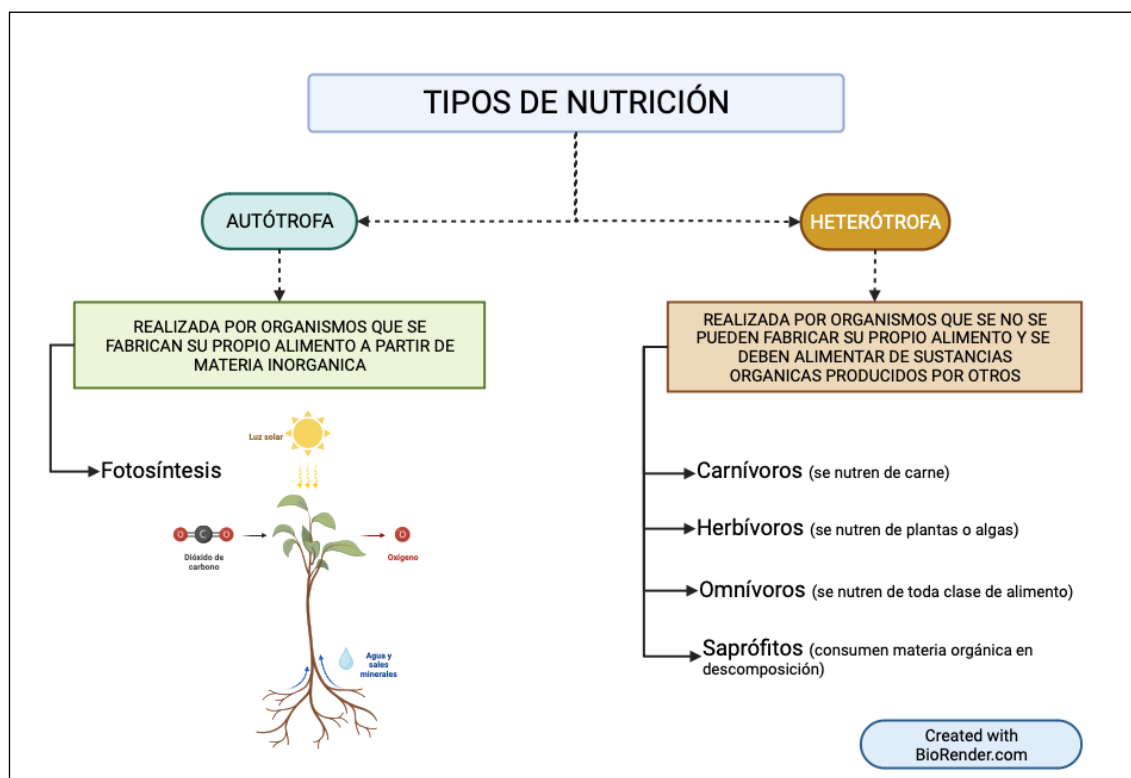 TIPOS DE NUTRICIÓN
AUTÓTROFA
HETERÓTROFA
REALIZADA POR ORGANISMOS QUE SE
FABRICAN SU PROPIO ALIMENTO A PARTIR DE
MATERIA INORGANICA
Fotosíntesis
Luz solar
O C O
Dióxido de
carbono
O
Oxígeno
Agua y
sales
minerales
REALIZADA POR ORGANISMOS QUE SE NO SE
PUEDEN FABRICAR SU PROPIO ALIMENTO Y SE
DEBEN ALIMENTAR DE SUSTANCIAS
ORGANICAS PRODUCIDOS POR OTROS
Carnívoros (se nutren de carne)
Herbívoros (se nutren de plantas o algas)
Omnívoros (se nutren de toda clase de alimento)
Saprófitos (consumen materia orgánica en
descomposición)
Created with
BioRender.com